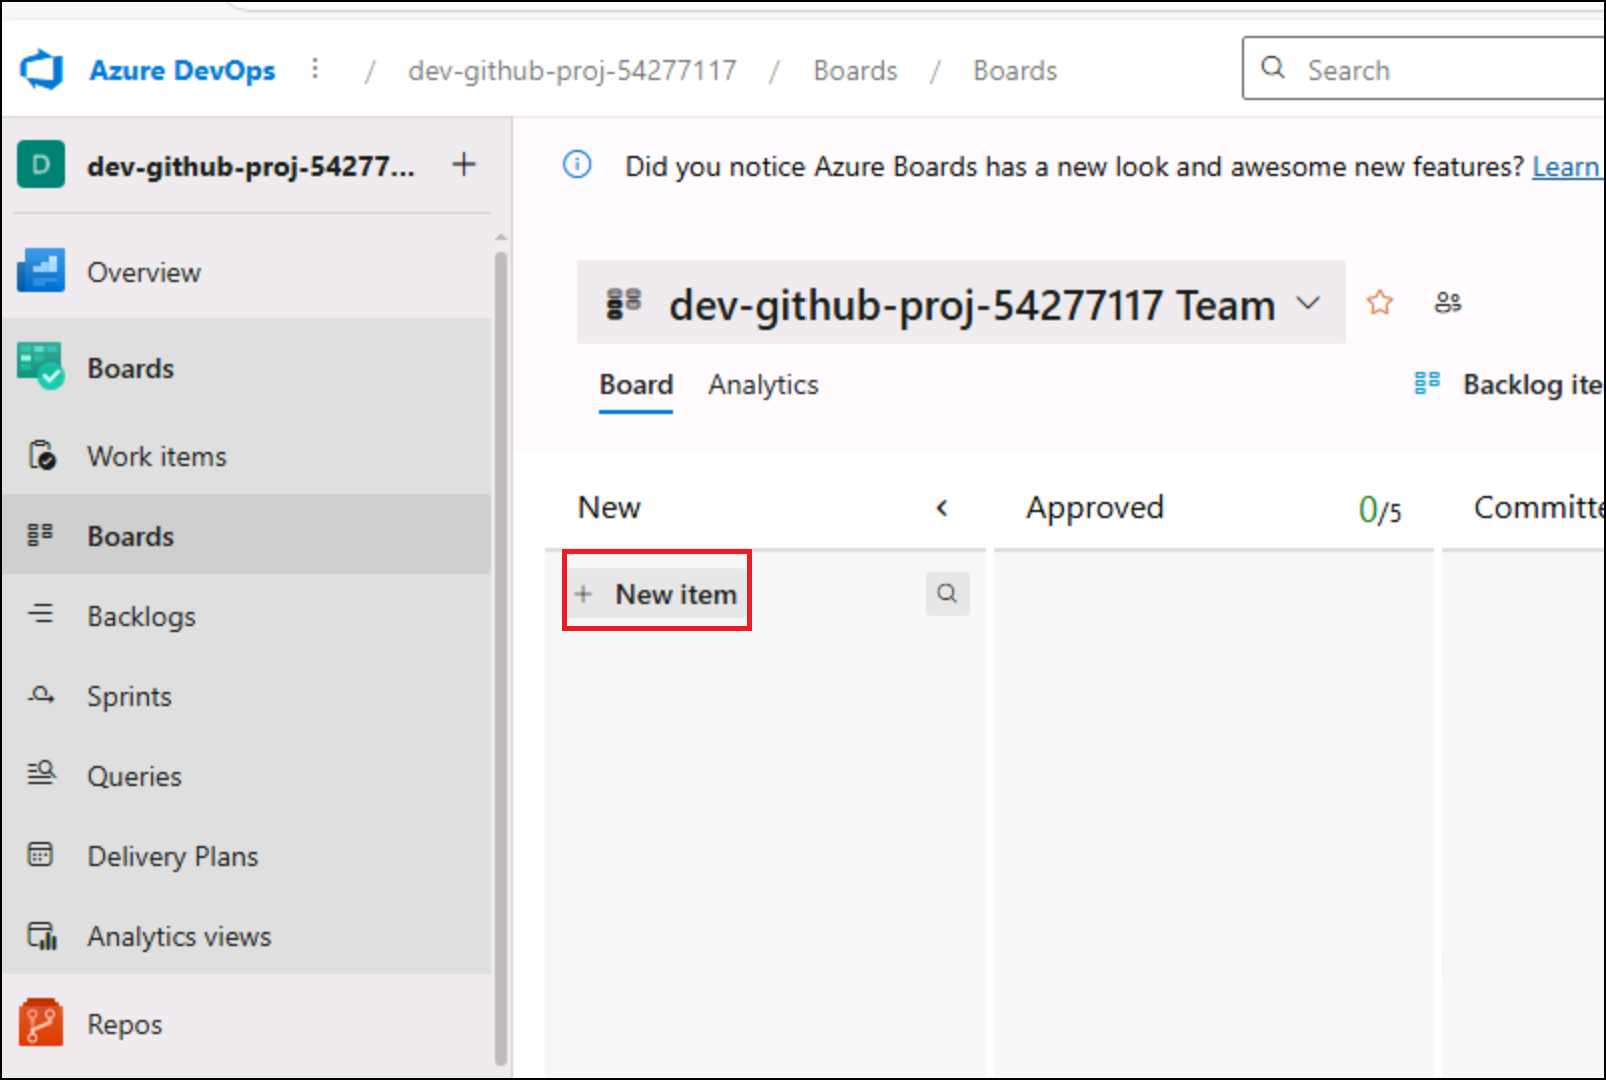 Azure DevOps / dev-github-proj-54277117 / Boards / Boards
Search
D dev-github-proj-54277... +
Did you notice Azure Boards has a new look and awesome new features? Learn
Overview
dev-github-proj-54277117 Team
Boards
Board Analytics
Backlog ite
Work items
New
Approved 0/5
Committe
Boards
+ New item
Backlogs
Sprints
Queries
Delivery Plans
Analytics views
Repos